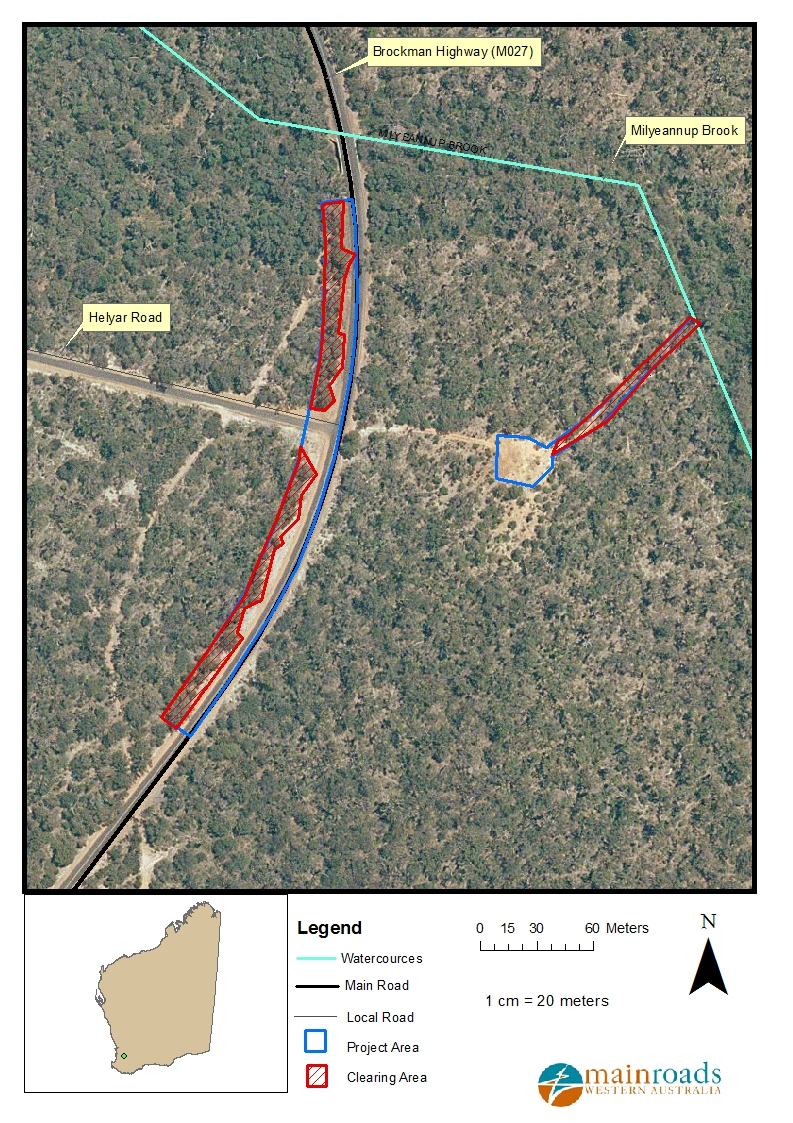 Brockman Highway (M027)
Milyeannup Brook
MILYEANNUP BROOK
Helyar Road
Legend
Watercources
Main Road
Local Road
Project Area
Clearing Area
0 15 30 60 Meters
1 cm = 20 meters
N
mainroads
WESTERN AUSTRALIA